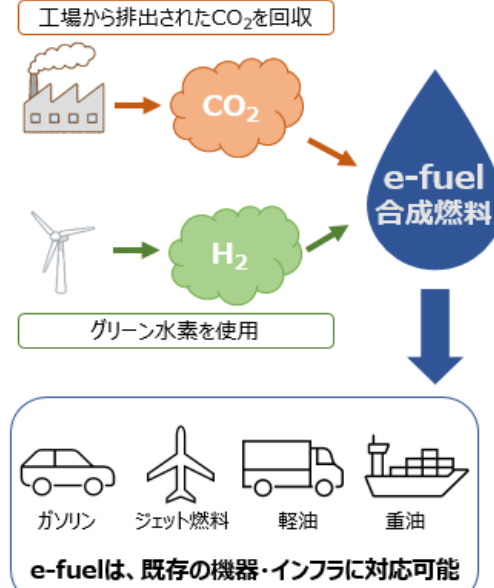 工場から排出されたCO₂を回収
CO₂
e-fuel
合成燃料
H₂
グリーン水素を使用
ガソリン
ジェット燃料
軽油
重油
e-fuelは、既存の機器・インフラに対応可能